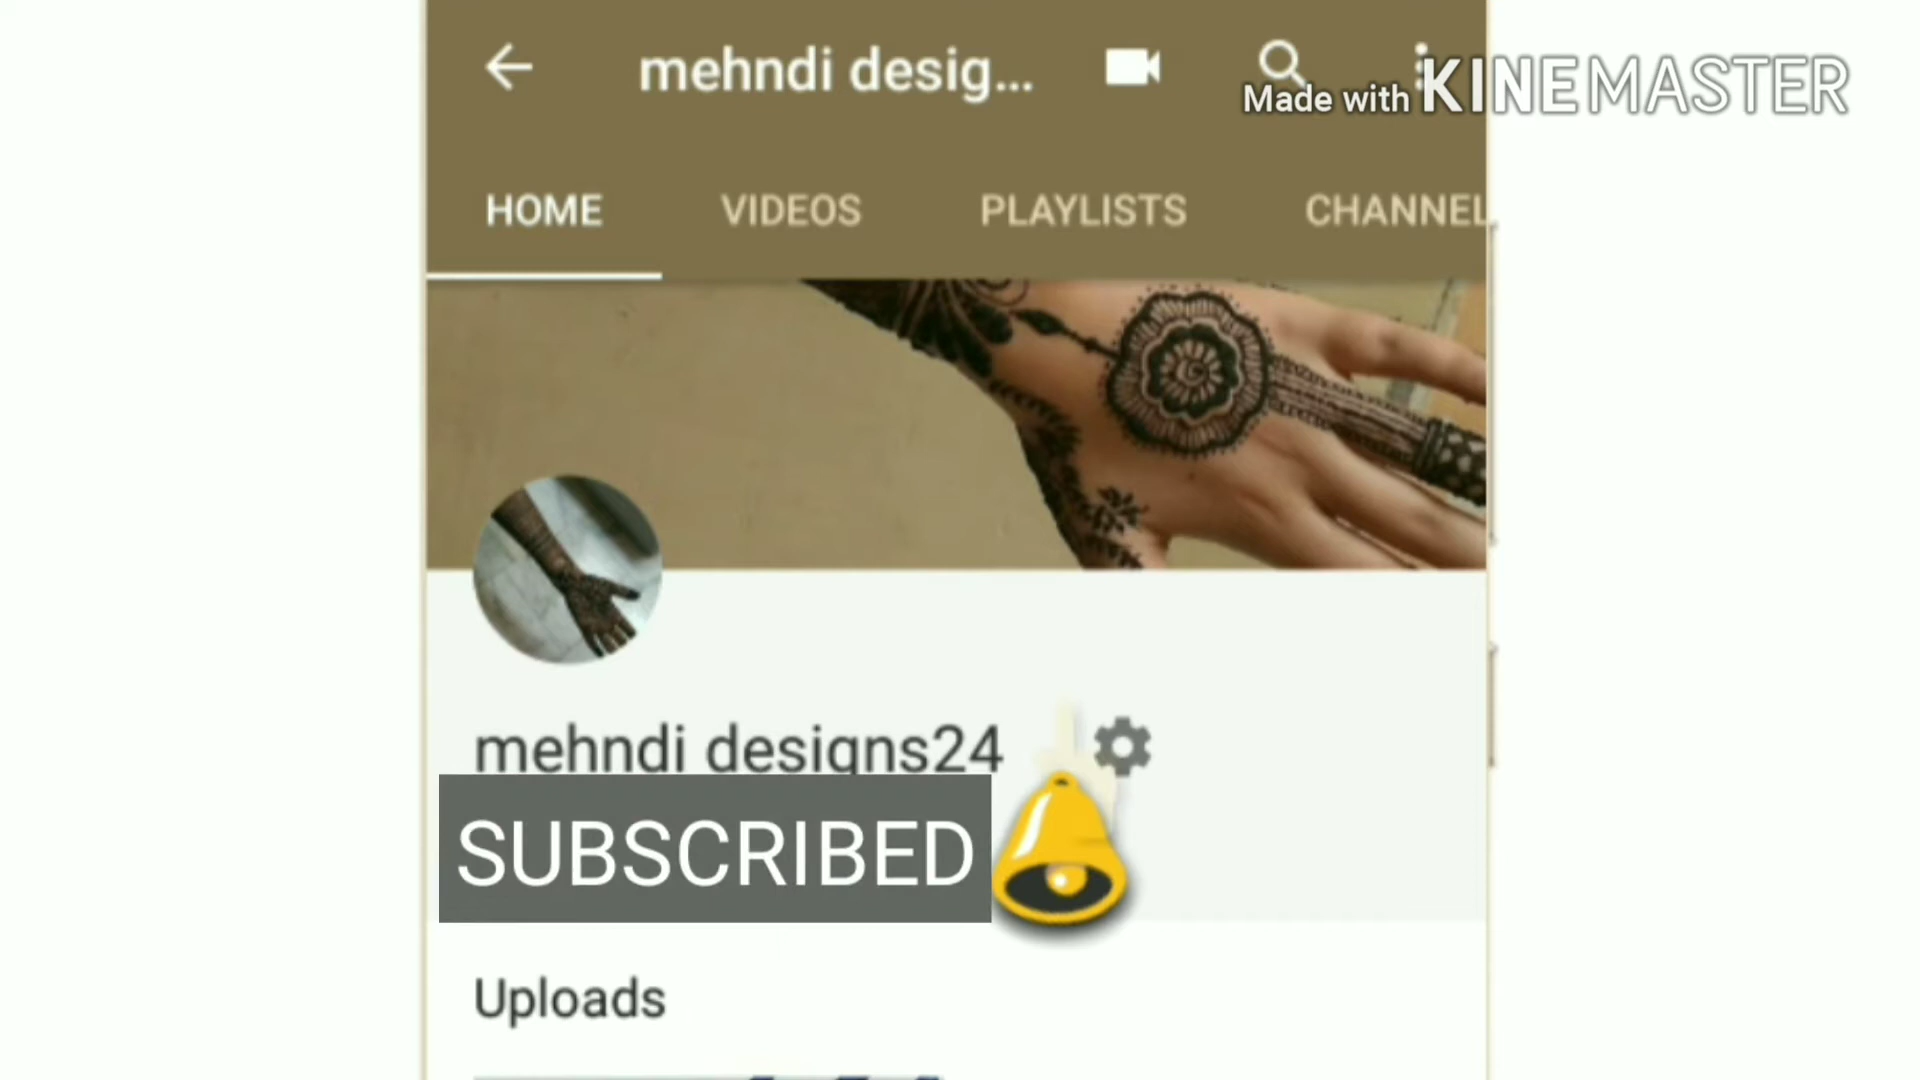 mehndi desig...
Made with KINEMASTER
HOME VIDEOS PLAYLISTS CHANNEL
mehndi designs24
SUBSCRIBED
Uploads